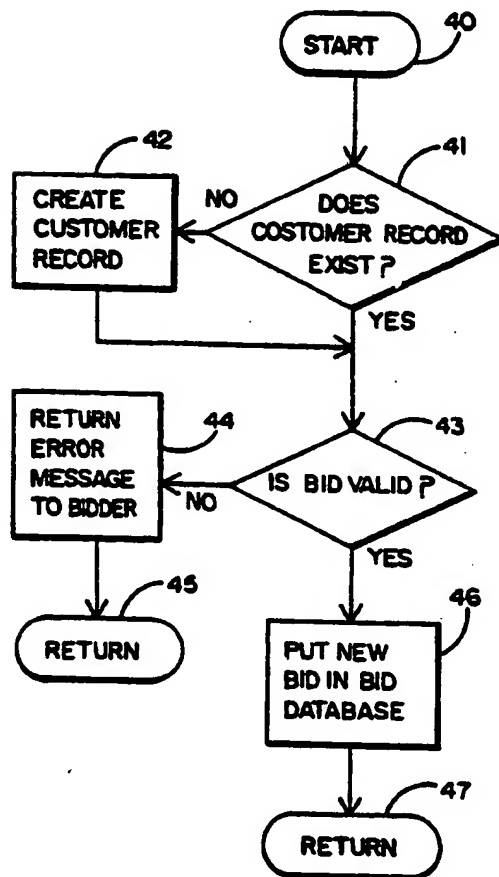 START
40
41
42
CREATE
CUSTOMER
RECORD
NO
DOES
COSTOMER RECORD
EXIST ?
YES
RETURN
ERROR
MESSAGE
TO BIDDER
44
43
IS BID VALID ?
NO
YES
45
RETURN
46
PUT NEW
BID IN BID
DATABASE
47
RETURN